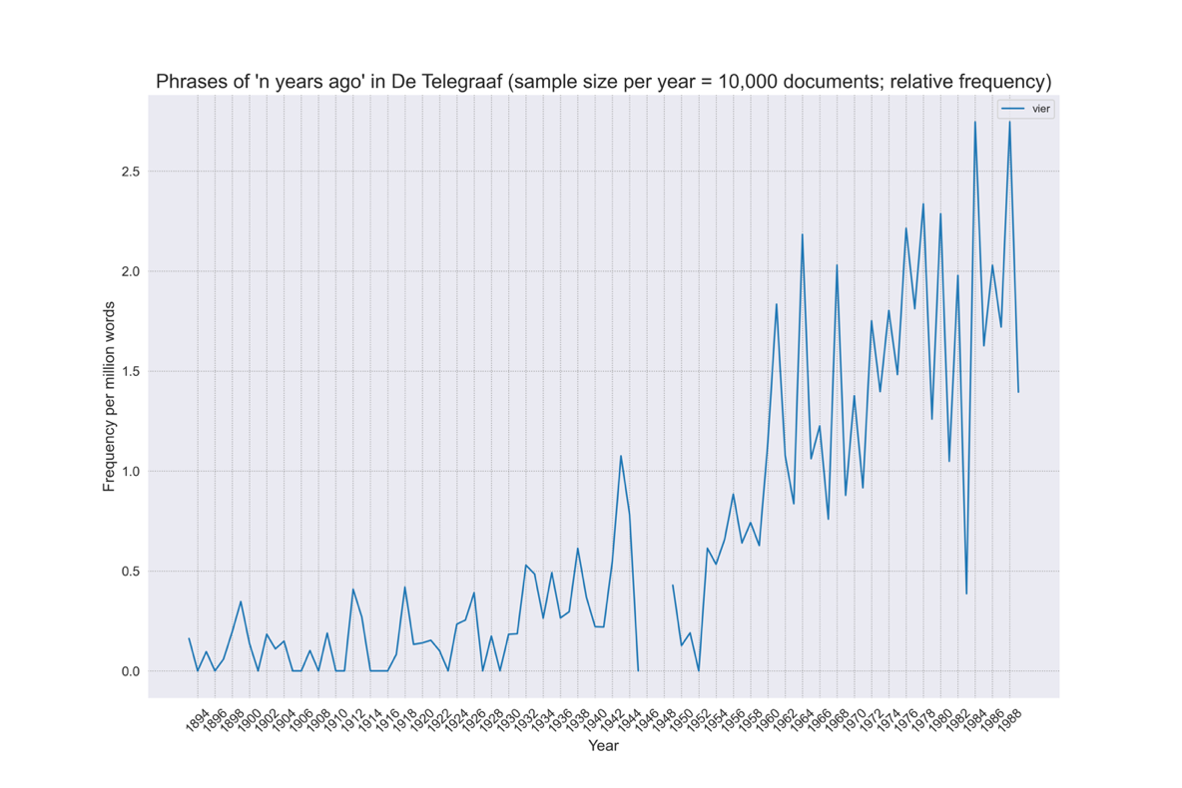 Phrases of 'n years ago' in De Telegraaf (sample size per year = 10,000 documents; relative frequency)
vier
2.5
2.0
1.5
1.0
0.5
0.0
Frequency per million words
1894 1896 1898 1900 1902 1904 1906 1908 1910 1912 1914 1916 1918 1920 1922 1924 1926 1928 1930 1932 1934 1936 1938 1940 1942 1944 1946 1948 1950 1952 1954 1956 1958 1960 1962 1964 1966 1968 1970 1972 1974 1976 1978 1980 1982 1984 1986 1988
Year